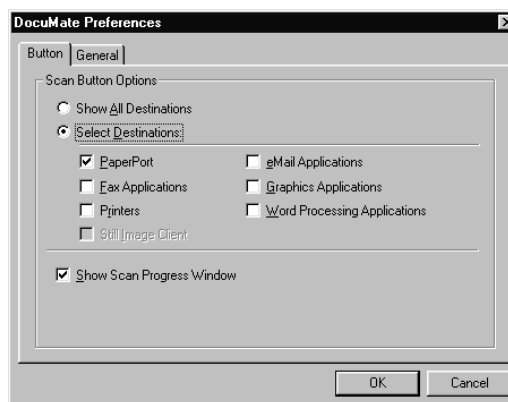 DocuMate Preferences
Button
General
Scan Button Options
Show All Destinations
Select Destinations:
PaperPort
eMail Applications
Fax Applications
Graphics Applications
Printers
Word Processing Applications
Still Image Client
Show Scan Progress Window
OK
Cancel